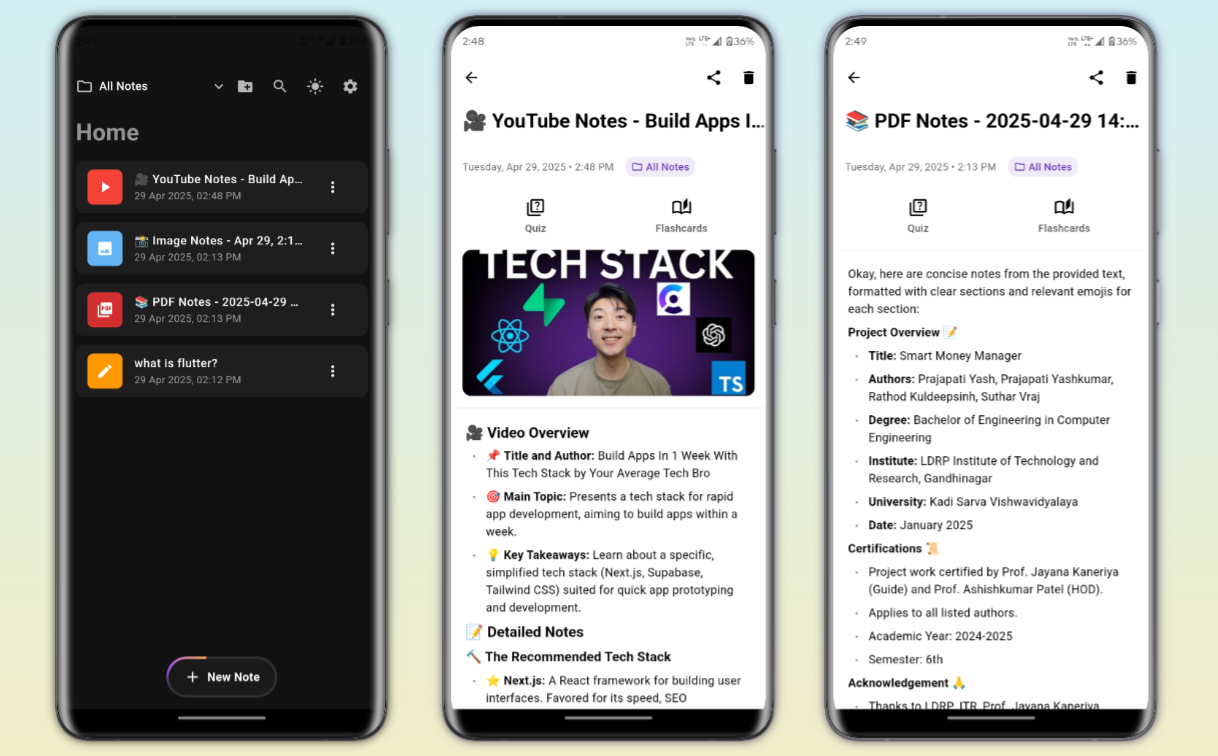 All Notes
Home
🎥 YouTube Notes - Build Ap...
29 Apr 2025, 02:48 PM
📸 Image Notes - Apr 29, 2:1...
29 Apr 2025, 02:13 PM
PDF
📚 PDF Notes - 2025-04-29 ...
29 Apr 2025, 02:13 PM
what is flutter?
29 Apr 2025, 02:12 PM
+ New Note
2:48
LTE+ 36%
🎥 YouTube Notes - Build Apps I...
Tuesday, Apr 29, 2025 • 2:48 PM All Notes
Quiz Flashcards
TECH STACK
TS
🎥 Video Overview
• 📌 Title and Author: Build Apps In 1 Week With
This Tech Stack by Your Average Tech Bro
• 🎯 Main Topic: Presents a tech stack for rapid
app development, aiming to build apps within a
week.
• 💡 Key Takeaways: Learn about a specific,
simplified tech stack (Next.js, Supabase,
Tailwind CSS) suited for quick app prototyping
and development.
📝 Detailed Notes
🔨 The Recommended Tech Stack
• ⭐ Next.js: A React framework for building user
interfaces. Favored for its speed, SEO
2:49
LTE+ 36%
📚 PDF Notes - 2025-04-29 14:...
Tuesday, Apr 29, 2025 • 2:13 PM All Notes
Quiz Flashcards
Okay, here are concise notes from the provided text,
formatted with clear sections and relevant emojis for
each section:
Project Overview 📝
• Title: Smart Money Manager
• Authors: Prajapati Yash, Prajapati Yashkumar,
Rathod Kuldeepsinh, Suthar Vraj
• Degree: Bachelor of Engineering in Computer
Engineering
• Institute: LDRP Institute of Technology and
Research, Gandhinagar
• University: Kadi Sarva Vishwavidyalaya
• Date: January 2025
Certifications 📜
• Project work certified by Prof. Jayana Kaneriya
(Guide) and Prof. Ashishkumar Patel (HOD).
• Applies to all listed authors.
• Academic Year: 2024-2025
• Semester: 6th
Acknowledgement 🙏
• Thanks to LDRP, ITR, Prof. Jayana Kaneriya,